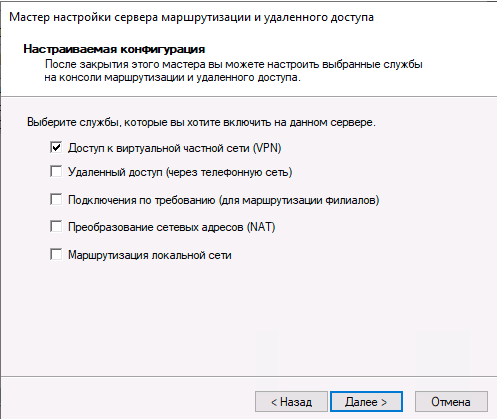 Мастер настройки сервера маршрутизации и удаленного доступа
Настраиваемая конфигурация
После закрытия этого мастера вы можете настроить выбранные службы
на консоли маршрутизации и удаленного доступа.
Выберите службы, которые вы хотите включить на данном сервере.
Доступ к виртуальной частной сети (VPN)
Удаленный доступ (через телефонную сеть)
Подключения по требованию (для маршрутизации филиалов)
Преобразование сетевых адресов (NAT)
Маршрутизация локальной сети
< Назад
Далее >
Отмена